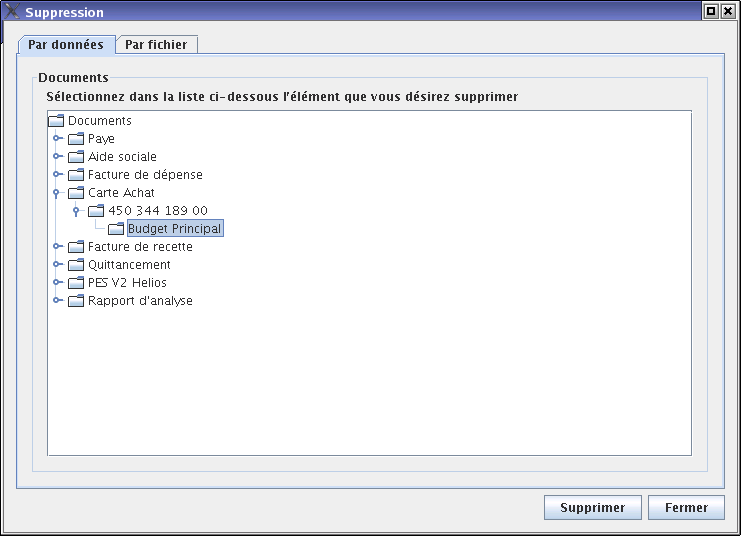 Suppression
Par données Par fichier
Documents
Sélectionnez dans la liste ci-dessous l'élément que vous désirez supprimer
Documents
Paye
Aide sociale
Facture de dépense
Carte Achat
450 344 189 00
Budget Principal
Facture de recette
Quittancement
PES V2 Helios
Rapport d'analyse
Supprimer Fermer